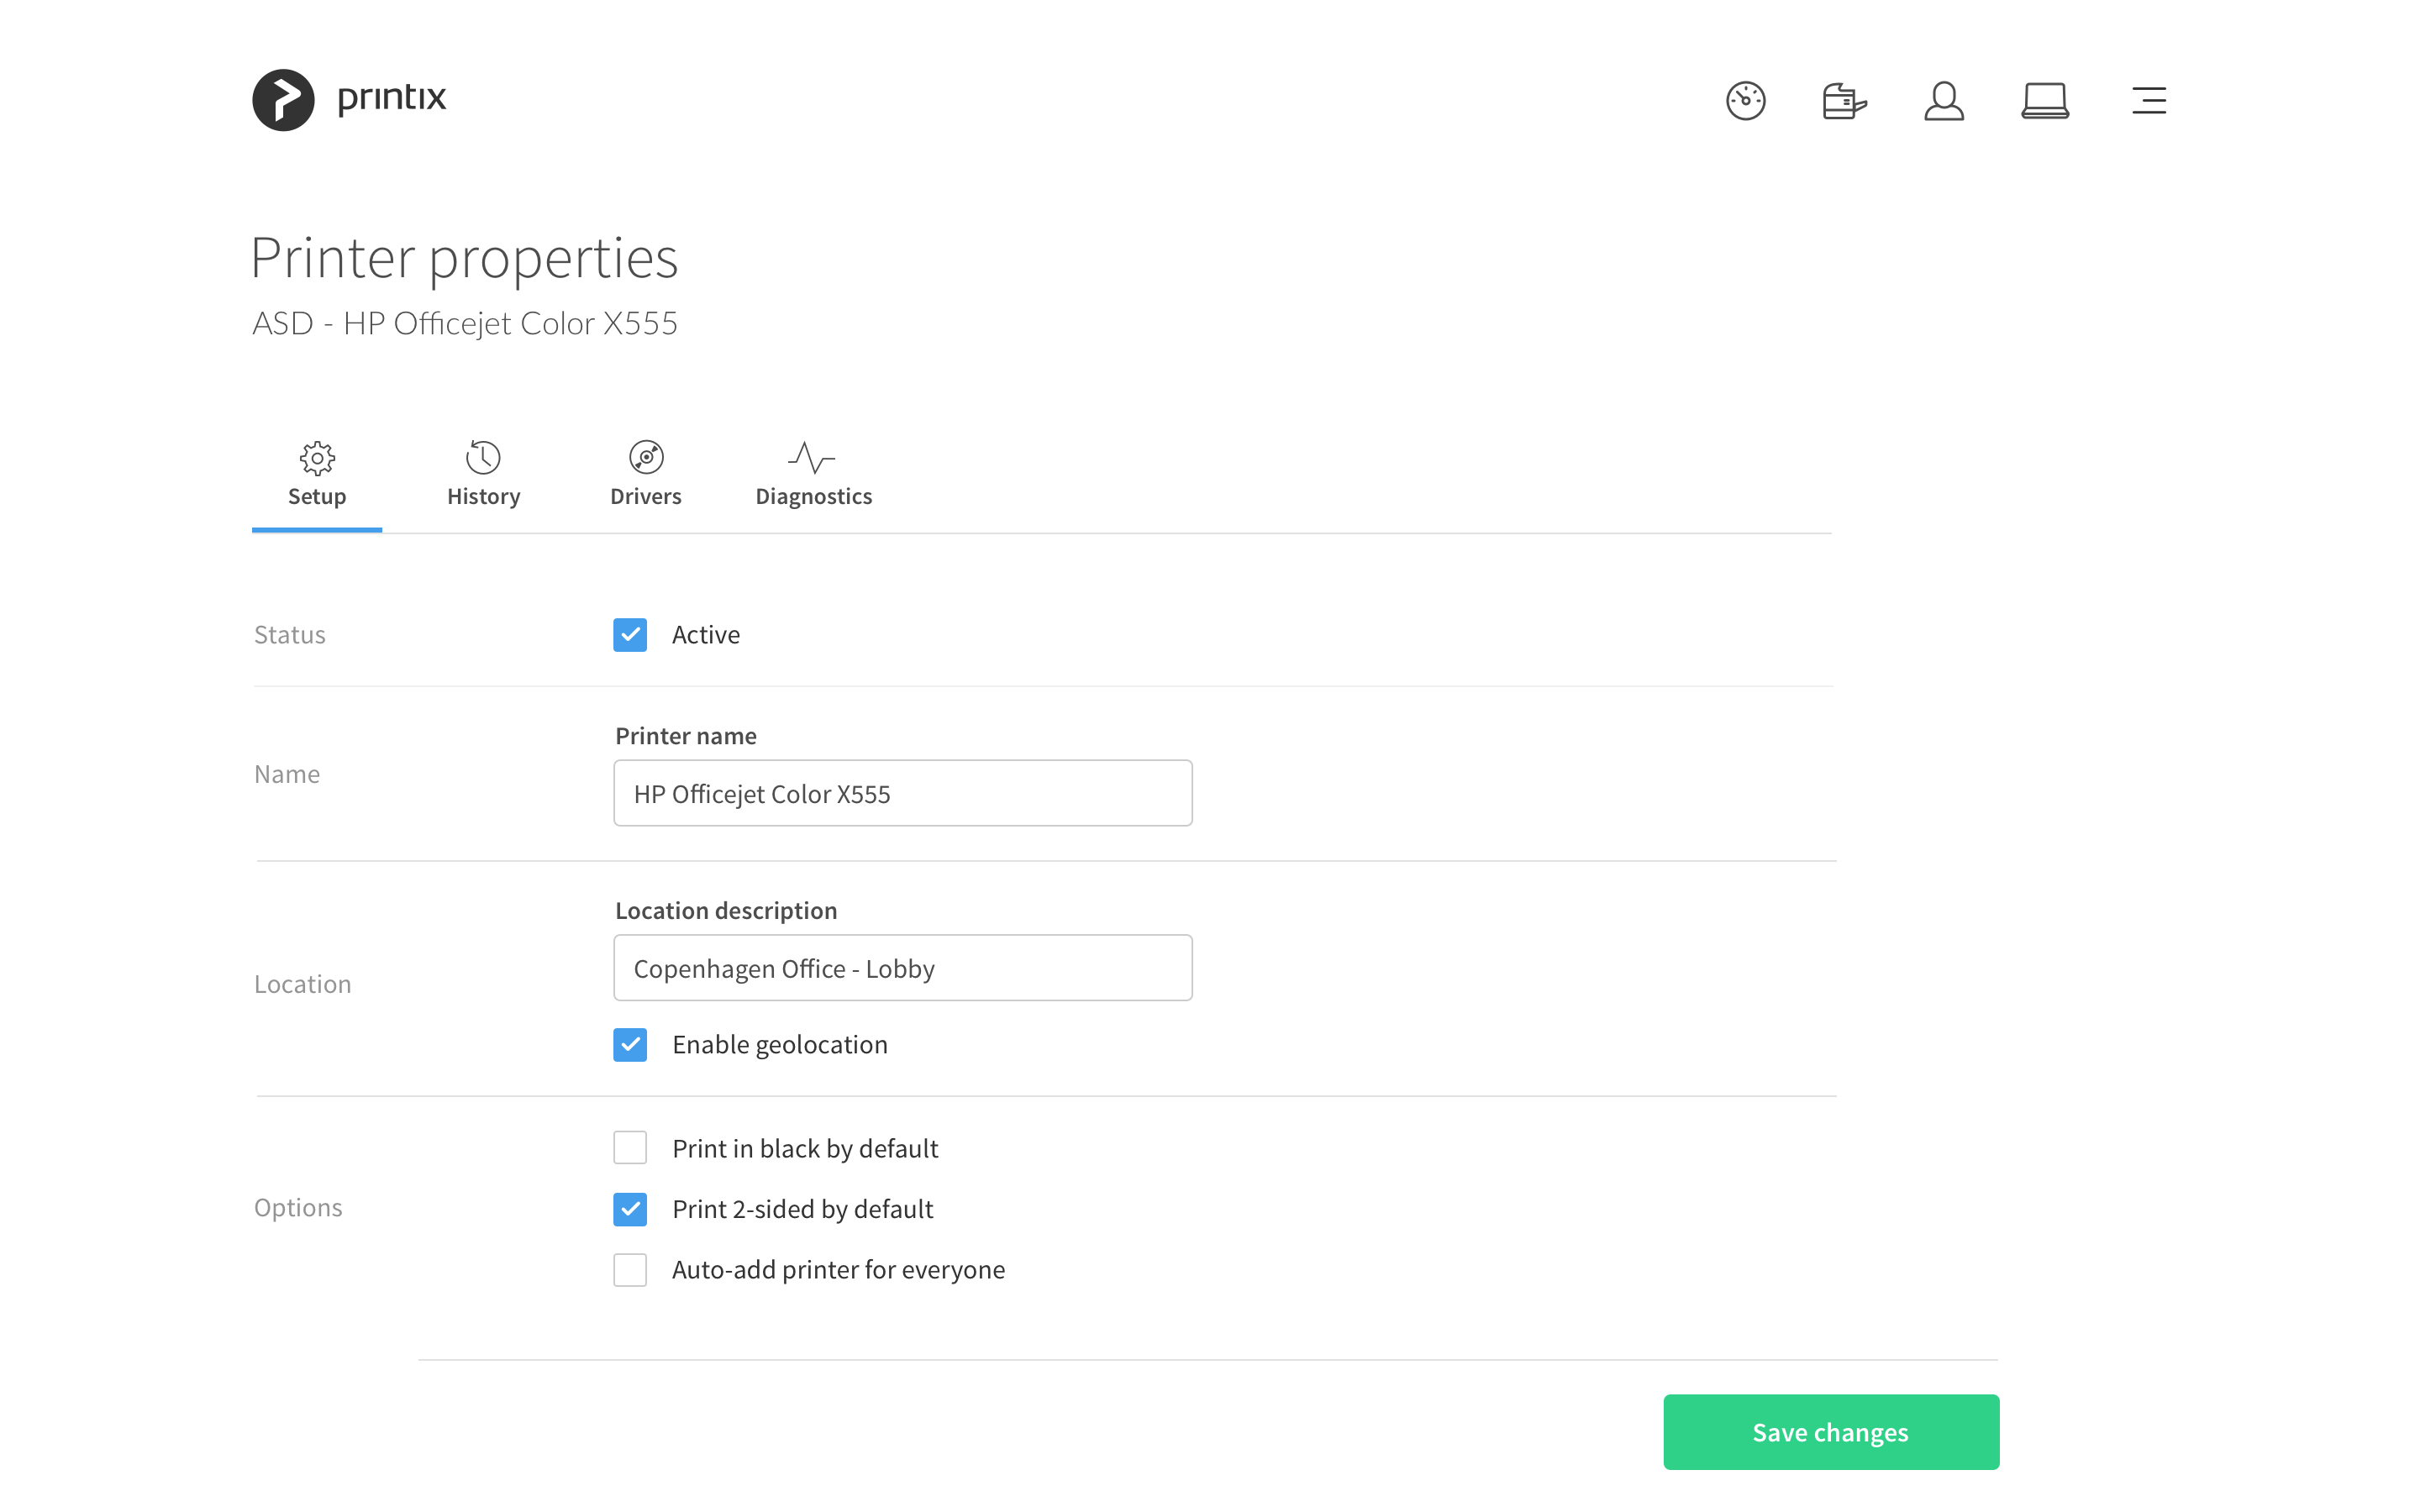 printix
Printer properties
ASD - HP Officejet Color X555
Setup
History
Drivers
Diagnostics
Status
Active
Name
Printer name
HP Officejet Color X555
Location
Location description
Copenhagen Office - Lobby
Enable geolocation
Options
Print in black by default
Print 2-sided by default
Auto-add printer for everyone
Save changes